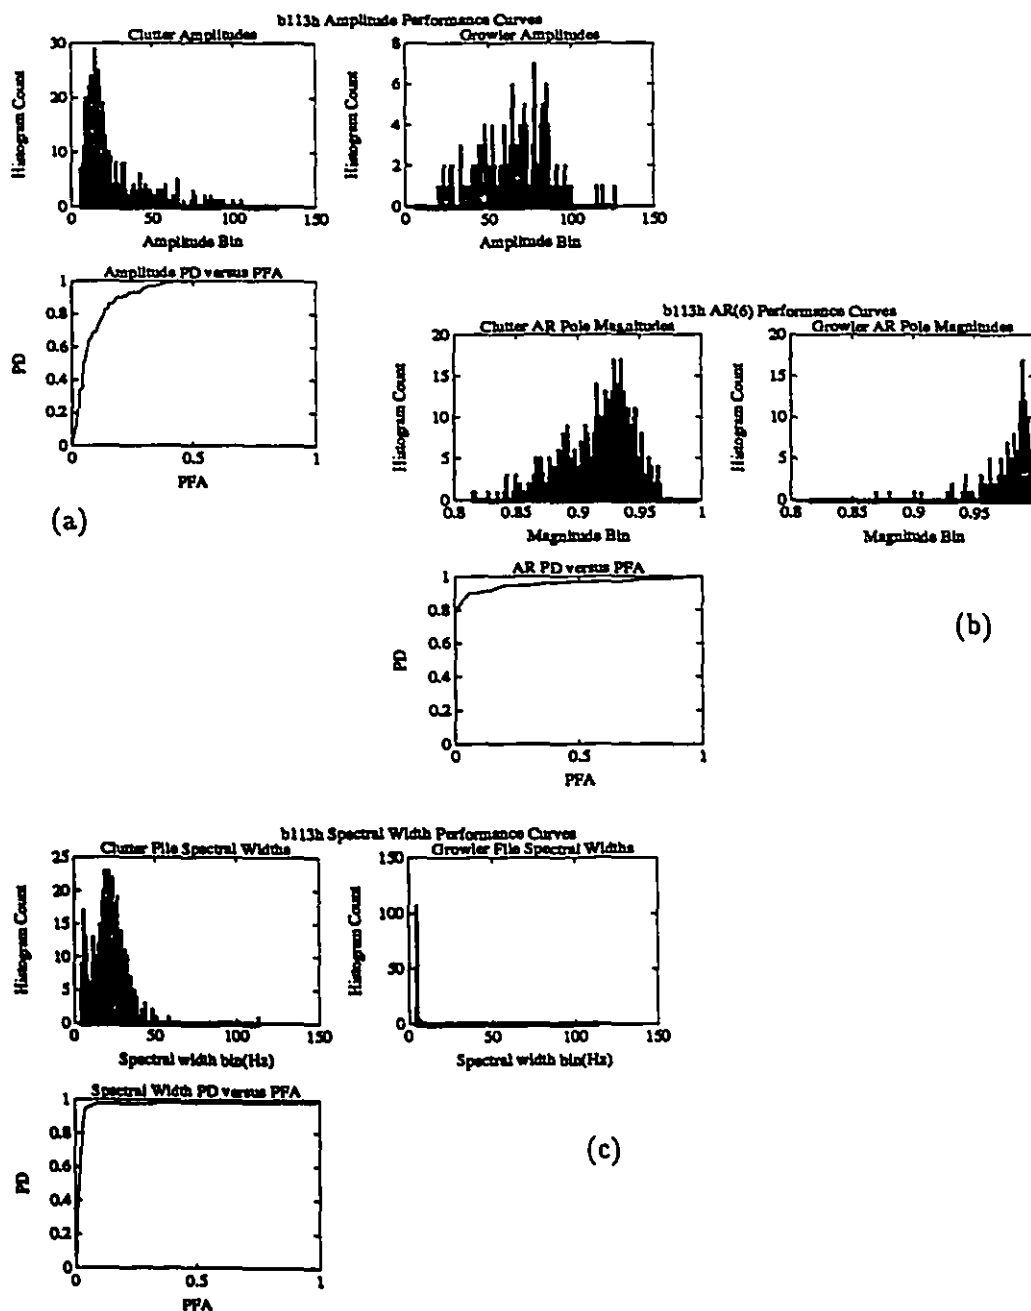 b113h Amplitude Performance Curves
Clutter Amplitudes
Growler Amplitudes
Histogram Count
30
20
10
0
0 50 100 150
Amplitude Bin
Histogram Count
8
6
4
2
0
0 50 100 150
Amplitude Bin
Amplitude PD versus PFA
PD
1
0.8
0.6
0.4
0.2
0
0 0.5 1
PFA
(a)
b113h AR(6) Performance Curves
Clutter AR Pole Magnitudes
Growler AR Pole Magnitudes
Histogram Count
20
15
10
5
0
0.8 0.85 0.9 0.95 1
Magnitude Bin
Histogram Count
20
15
10
5
0
0.8 0.85 0.9 0.95
Magnitude Bin
AR PD versus PFA
PD
1
0.8
0.6
0.4
0.2
0
0 0.5 1
PFA
(b)
b113h Spectral Width Performance Curves
Clutter File Spectral Widths
Growler File Spectral Widths
Histogram Count
25
20
15
10
5
0
0 50 100 150
Spectral width bin(Hz)
Histogram Count
150
100
50
0
0 50 100 150
Spectral width bin(Hz)
Spectral Width PD versus PFA
PD
1
0.8
0.6
0.4
0.2
0
0 0.5 1
PFA
(c)